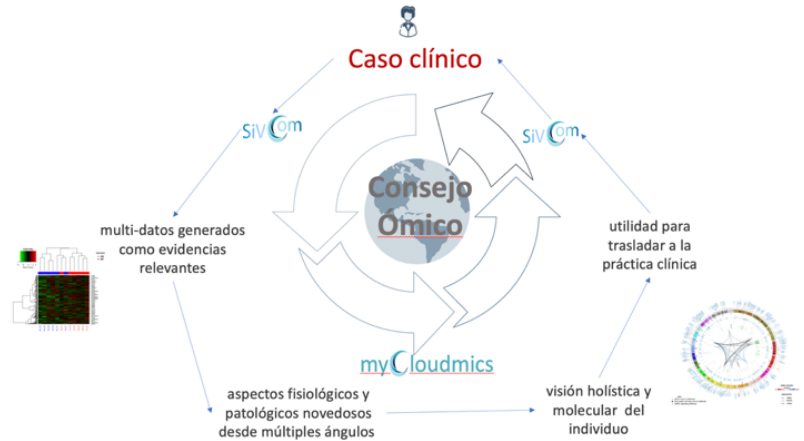 Caso clínico
SiVCom
SiVCom
Consejo
Ómico
multi-datos generados
como evidencias
relevantes
utilidad para
trasladar a la
práctica clínica
myCloudmics
aspectos fisiológicos y
patológicos novedosos
desde múltiples ángulos
visión holística y
molecular del
individuo